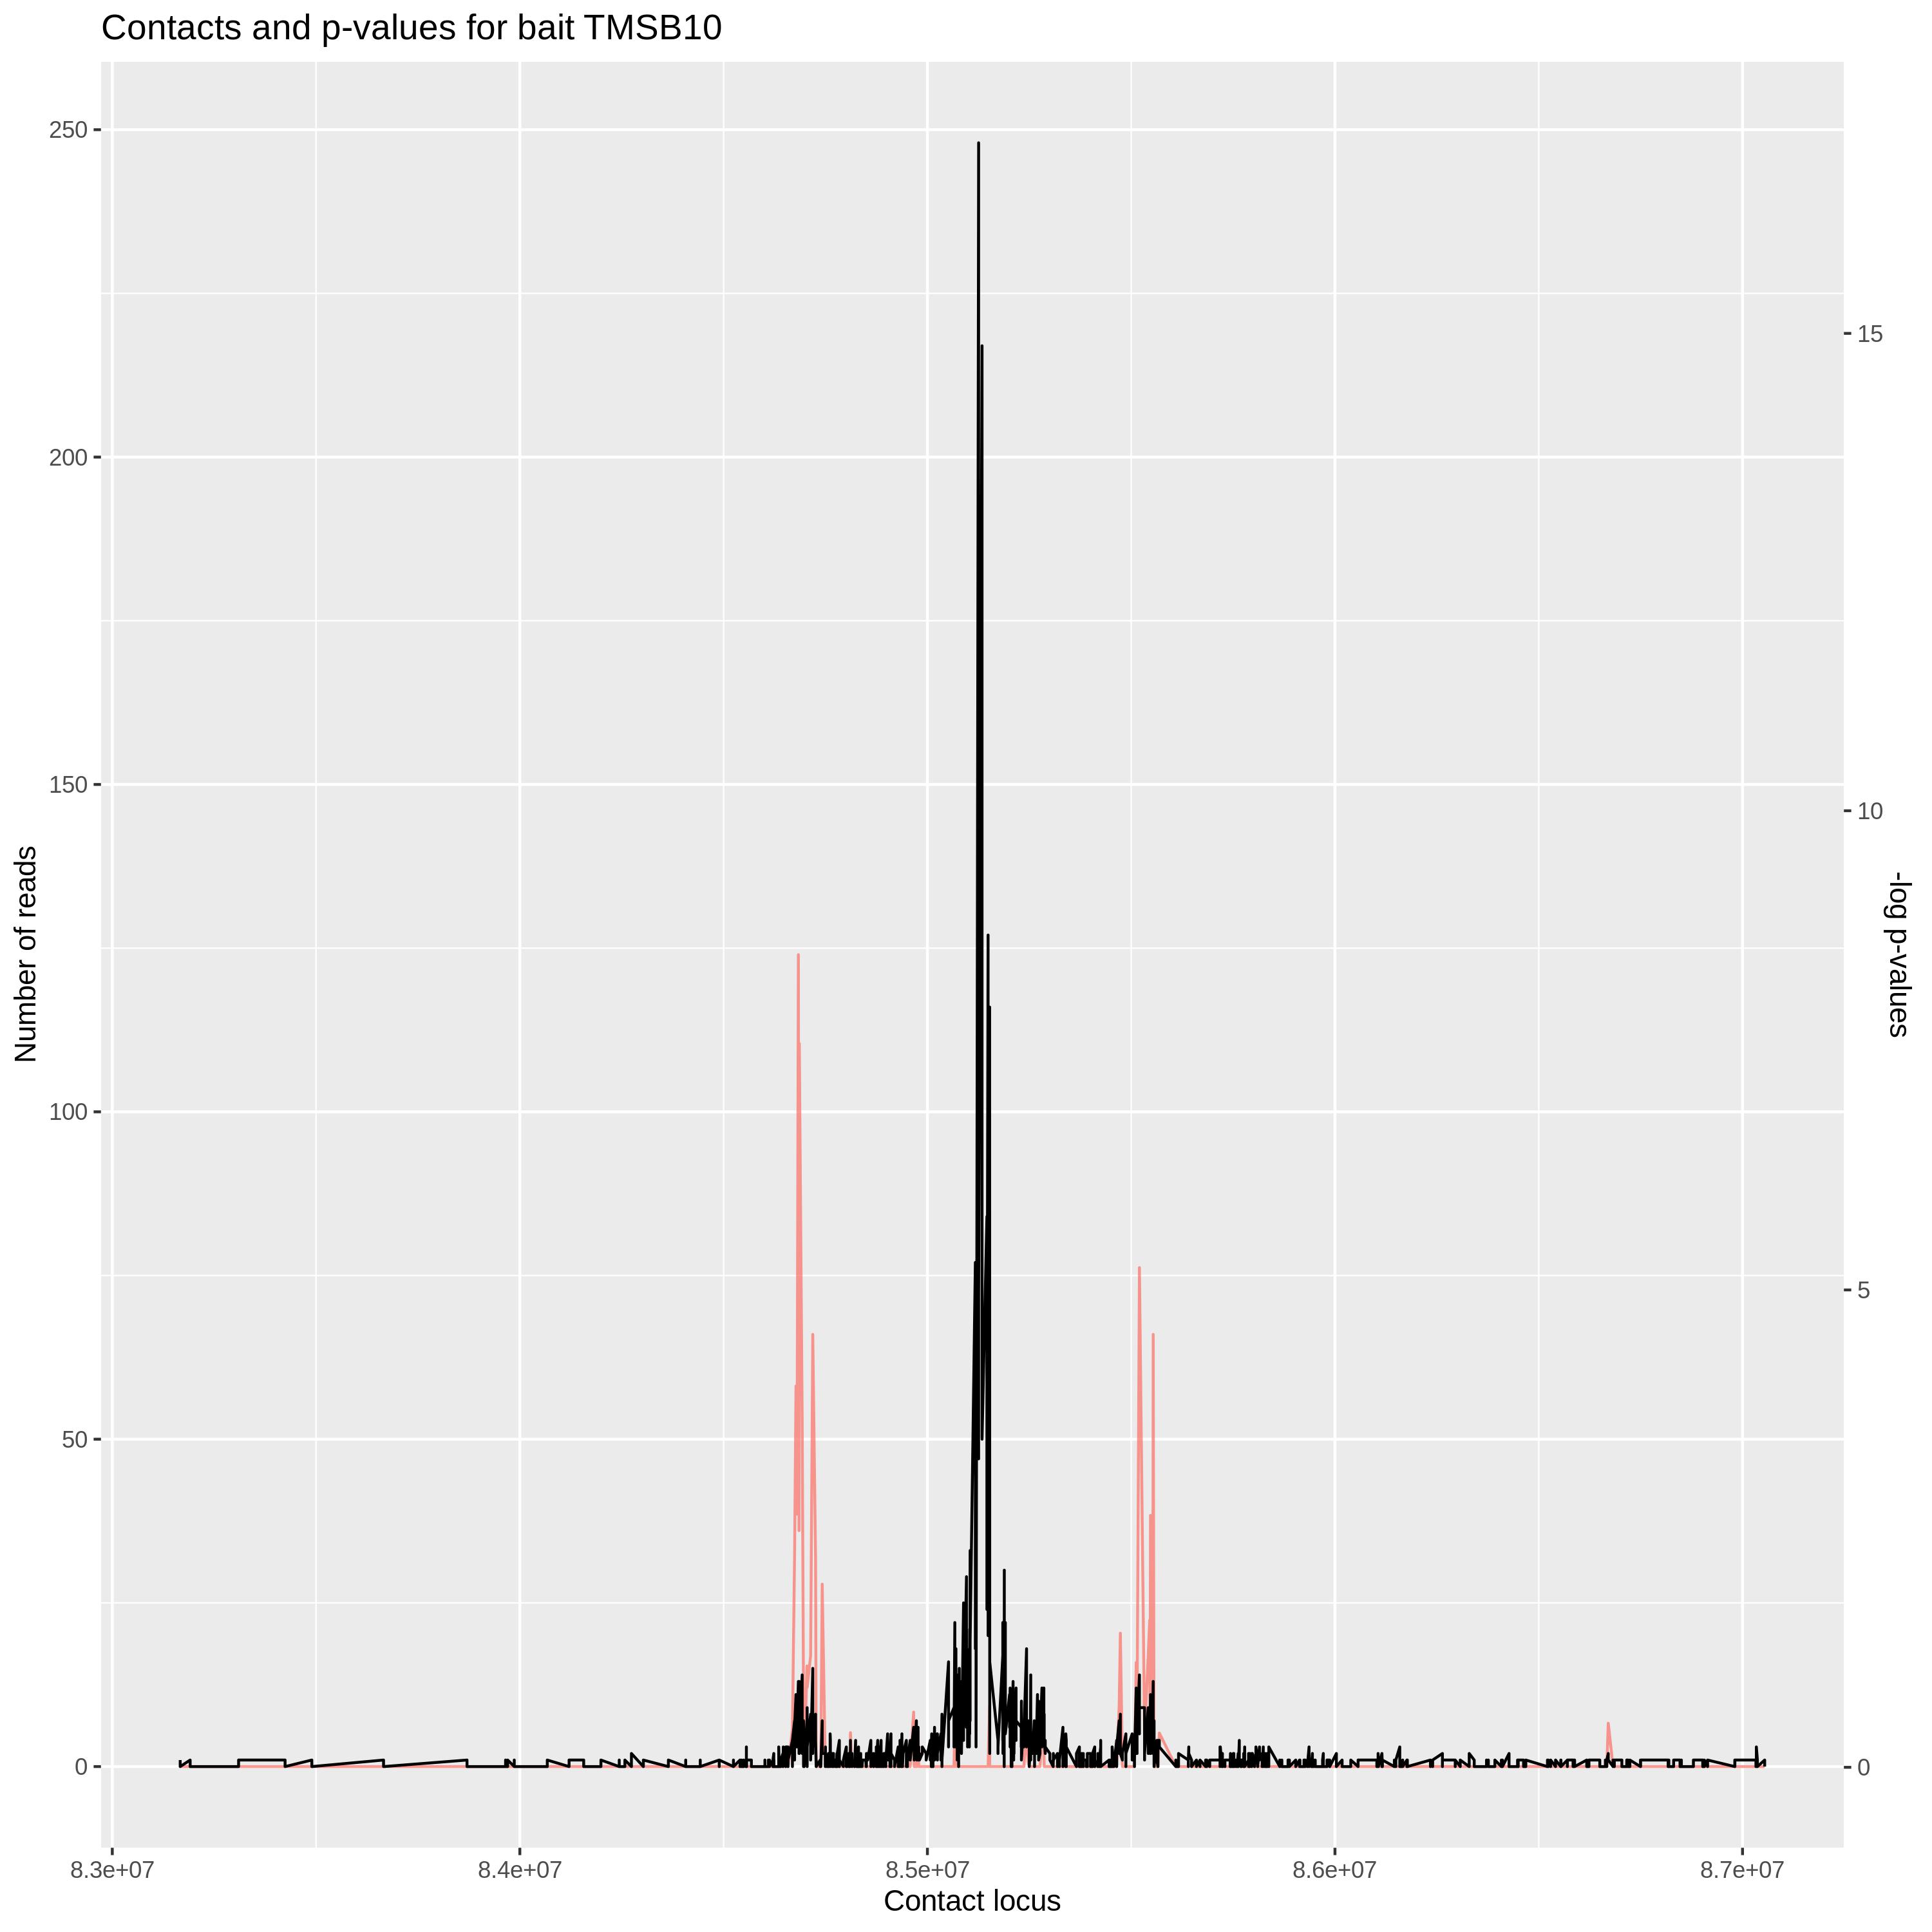 Contacts and p-values for bait TMSB10
250
200
150
100
50
0
Number of reads
15
10
5
0
-log p-values
8.3e+07
8.4e+07
8.5e+07
8.6e+07
8.7e+07
Contact locus